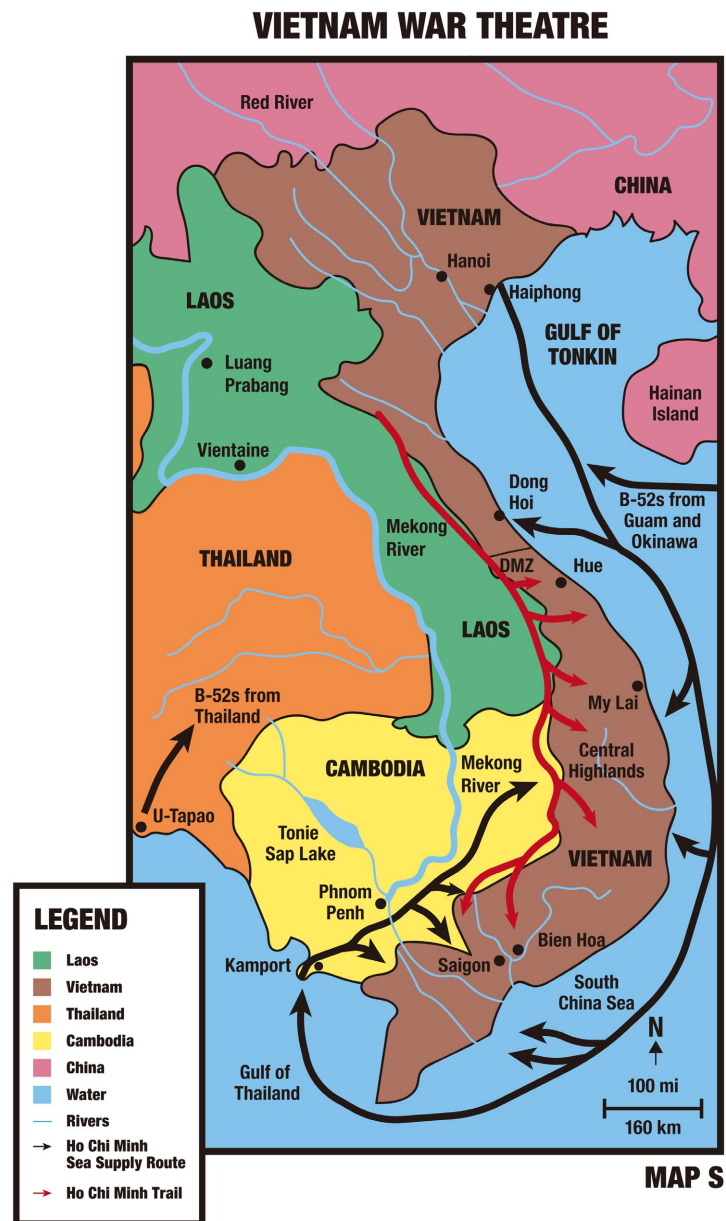 VIETNAM WAR THEATRE
Red River
CHINA
VIETNAM
Hanoi
Haiphong
LAOS
GULF OF
TONKIN
Luang
Prabang
Hainan
Island
Vientaine
Dong
Hoi
B-52s from
Guam and
Okinawa
Mekong
River
THAILAND
DMZ
Hue
LAOS
B-52s from
Thailand
My Lai
Central
Highlands
CAMBODIA
Mekong
River
U-Tapao
Tonie
Sap Lake
VIETNAM
Phnom
Penh
Bien Hoa
Kamport
Saigon
South
China Sea
N
Gulf of
Thailand
100 mi
160 km
LEGEND
Laos
Vietnam
Thailand
Cambodia
China
Water
Rivers
Ho Chi Minh
Sea Supply Route
Ho Chi Minh Trail
MAP S